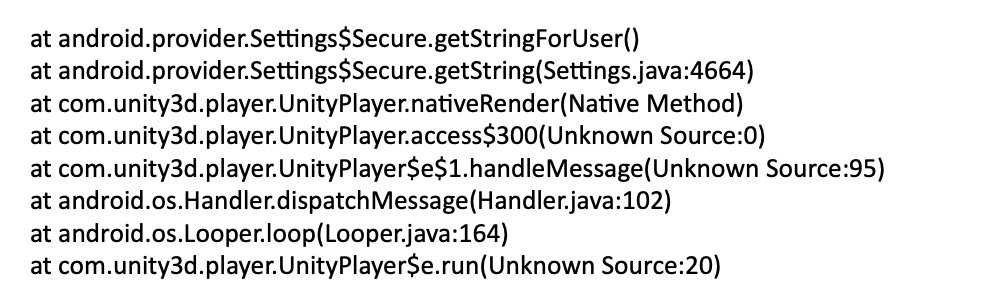 at android.provider.Settings$Secure.getStringForUser()
at android.provider.Settings$Secure.getString(Settings.java:4664)
at com.unity3d.player.UnityPlayer.nativeRender(Native Method)
at com.unity3d.player.UnityPlayer.access$300(Unknown Source:0)
at com.unity3d.player.UnityPlayer$e$1.handleMessage(Unknown Source:95)
at android.os.Handler.dispatchMessage(Handler.java:102)
at android.os.Looper.loop(Looper.java:164)
at com.unity3d.player.UnityPlayer$e.run(Unknown Source:20)